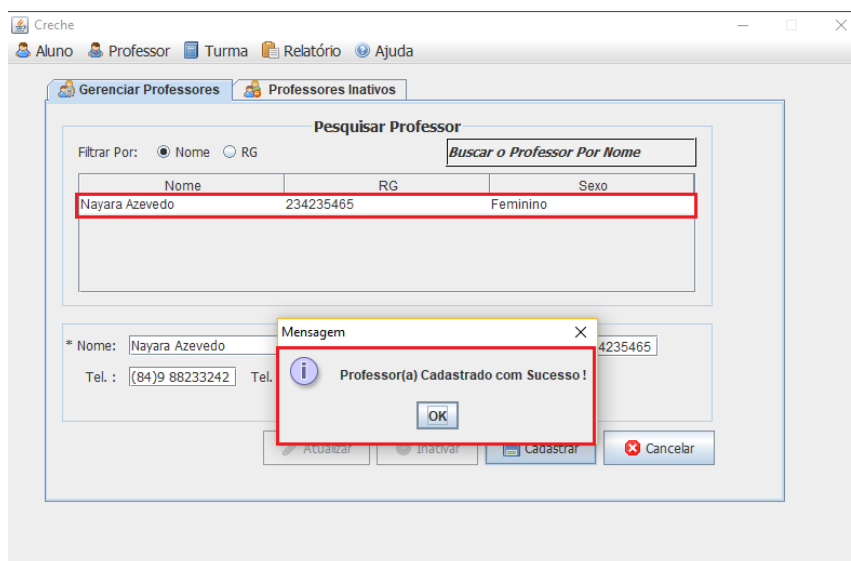 Creche
Aluno Professor Turma Relatório Ajuda
Gerenciar Professores Professores Inativos
Pesquisar Professor
Filtrar Por: Nome RG Buscar o Professor Por Nome
Nome RG Sexo
Nayara Azevedo 234235465 Feminino
Mensagem
* Nome: Nayara Azevedo 4235465
Professor(a) Cadastrado com Sucesso !
Tel. : (84)9 88233242 Tel.
OK
Atualizar Inativar Cadastrar Cancelar